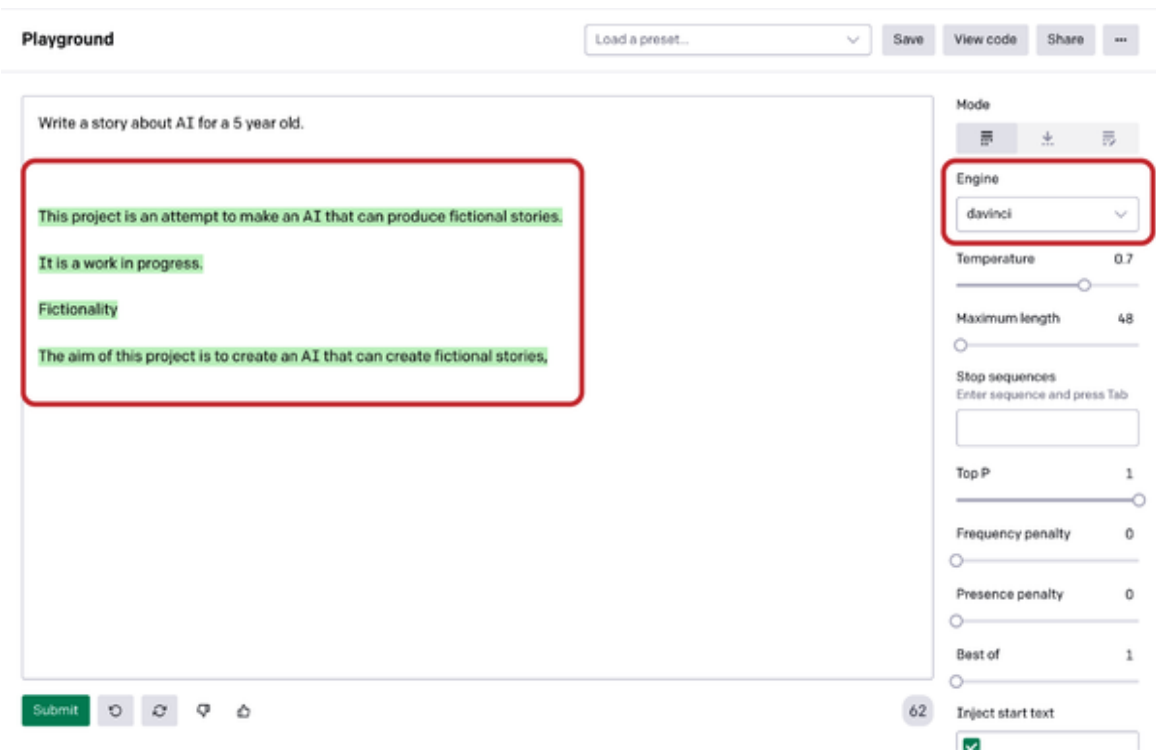 Playground
Load a preset...
Save
View code
Share
...
Write a story about AI for a 5 year old.
This project is an attempt to make an AI that can produce fictional stories.
It is a work in progress.
Fictionality
The aim of this project is to create an AI that can create fictional stories,
Mode
Engine
davinci
Temperature 0.7
Maximum length 48
Stop sequences
Enter sequence and press Tab
Top P 1
Frequency penalty 0
Presence penalty 0
Best of 1
Submit
62
Inject start text